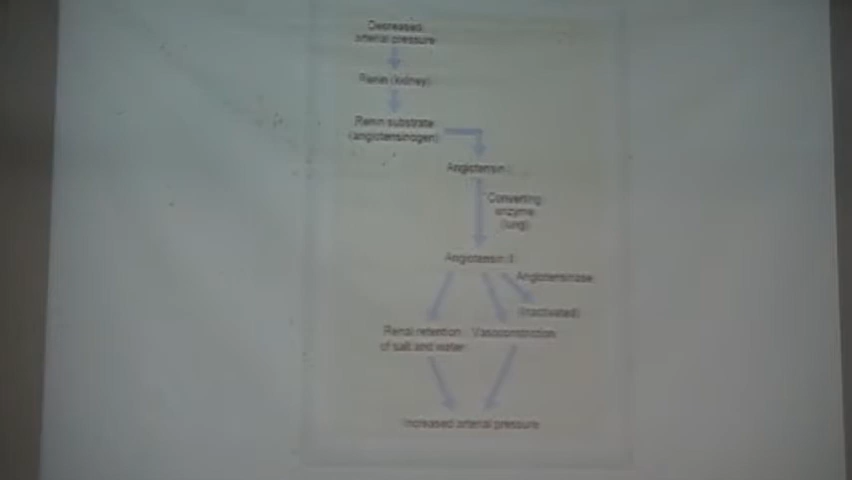 Decreased
arterial pressure
Renin (kidney)
Renin substrate
(angiotensinogen)
Angiotensin I
Converting
enzyme
(lung)
Angiotensin II
Angiotensinase
(Inactivated)
Renal retention
of salt and water
Vasoconstriction
Increased arterial pressure